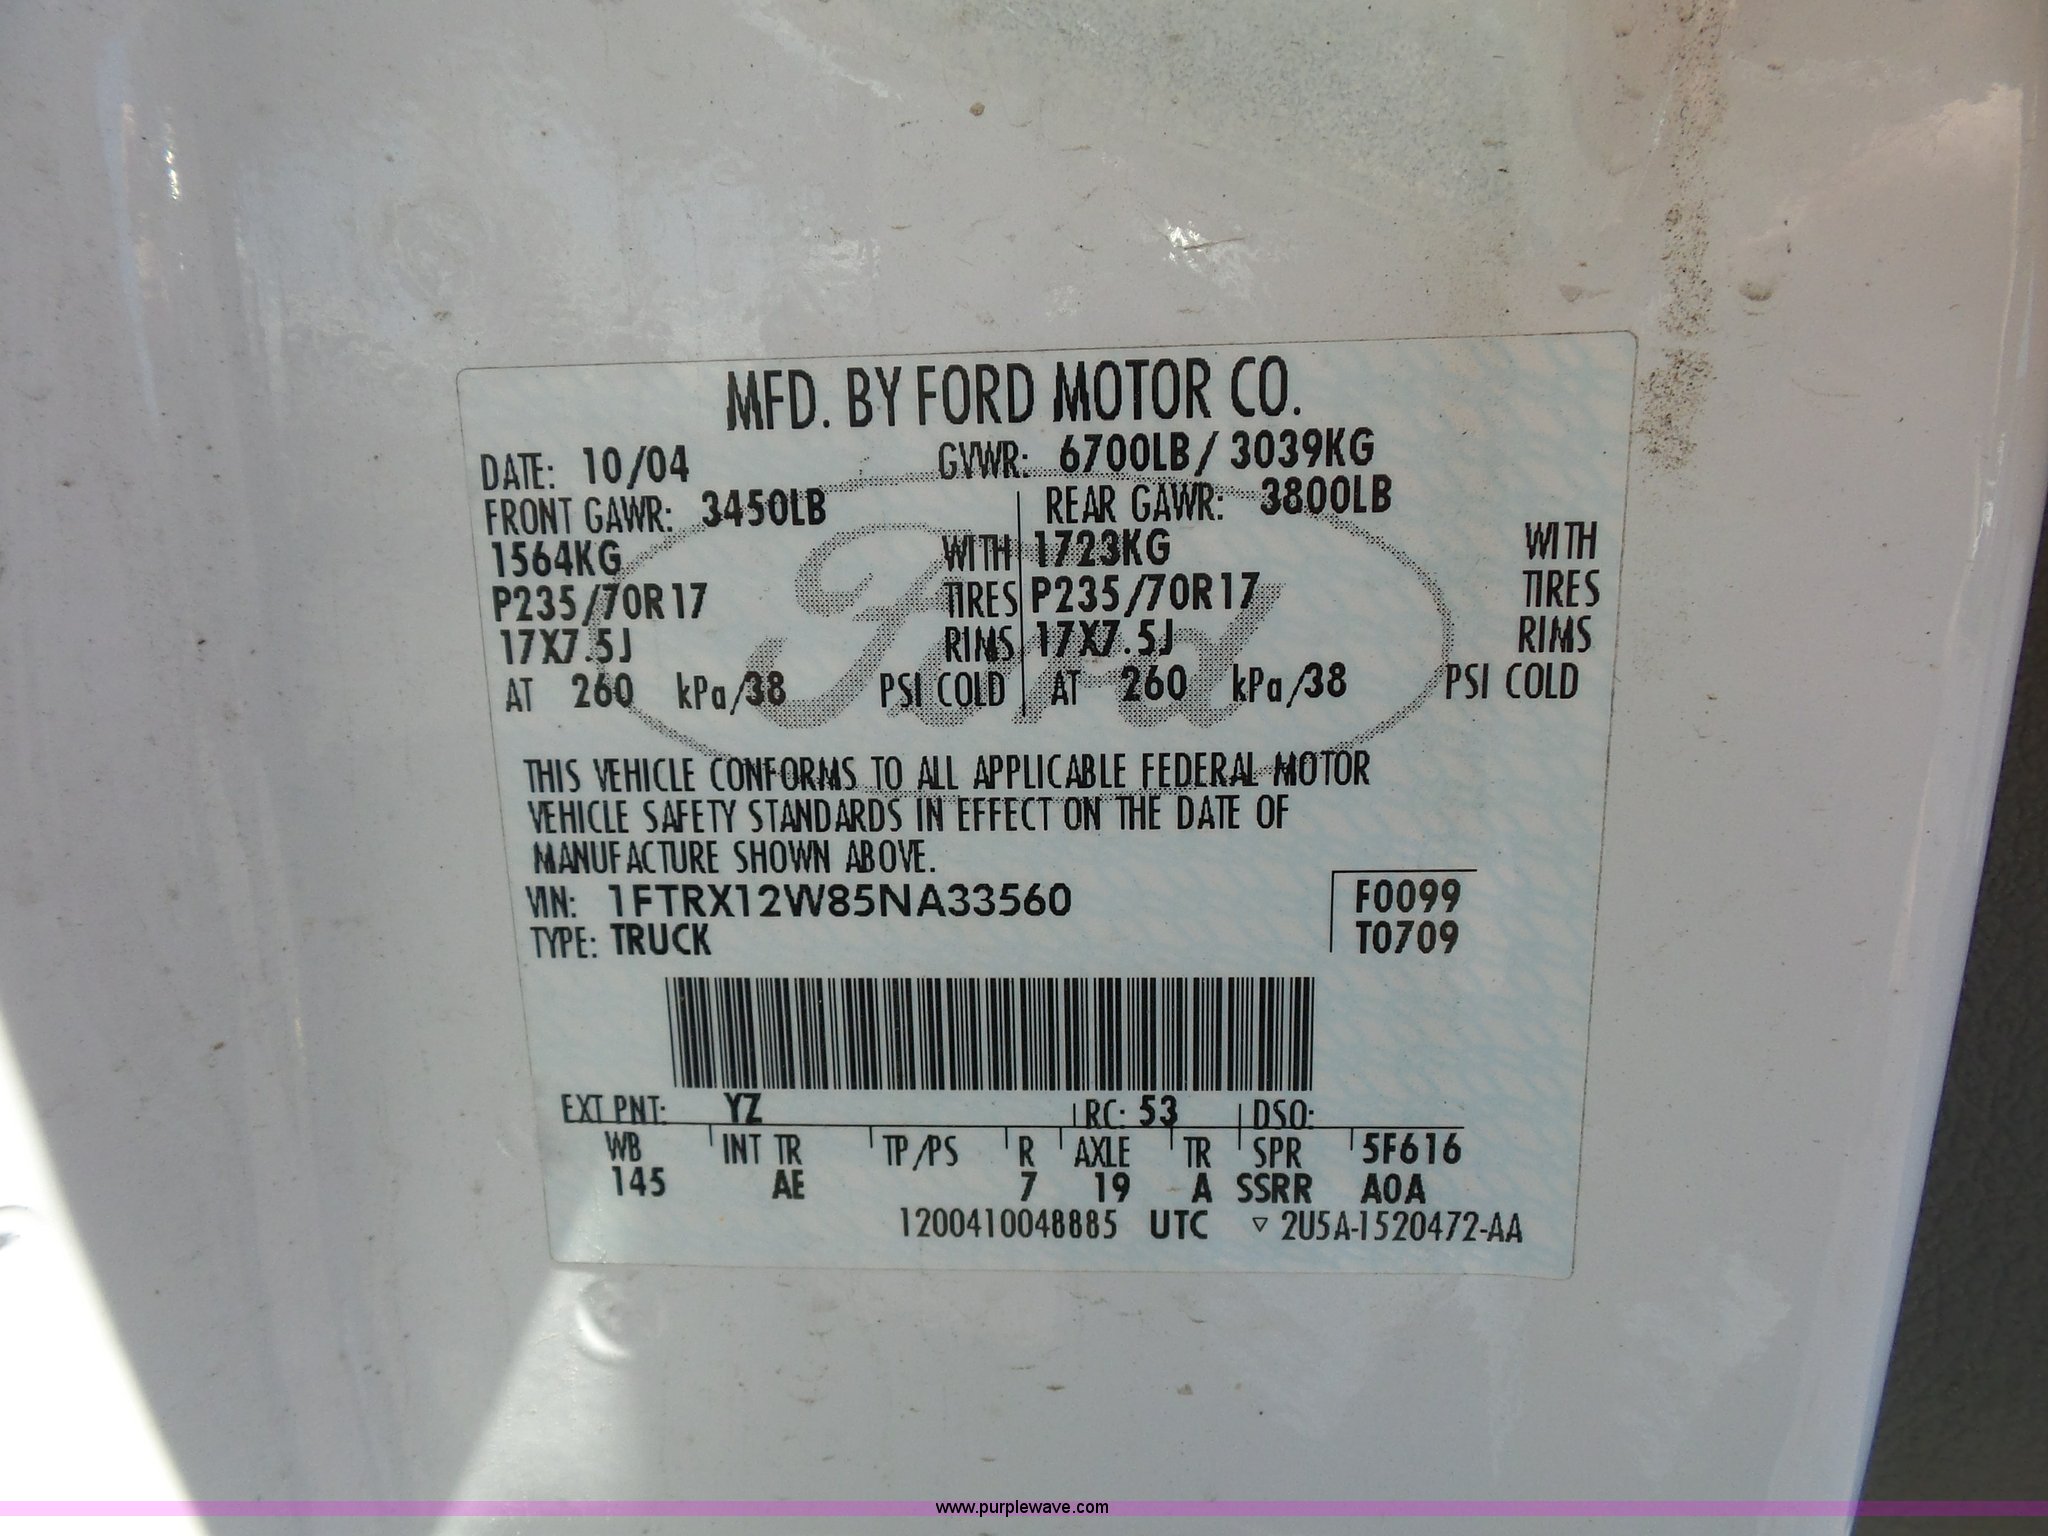 MFD. BY FORD MOTOR CO.
DATE: 10/04 GVWR: 6700LB / 3039KG
FRONT GAWR: 3450LB REAR GAWR: 3800LB
1564KG WITH 1723KG WITH
P235/70R17 TIRES P235/70R17 TIRES
17X7.5J RIMS 17X7.5J RIMS
AT 260 kPa/38 PSI COLD AT 260 kPa/38 PSI COLD
Ford
THIS VEHICLE CONFORMS TO ALL APPLICABLE FEDERAL MOTOR
VEHICLE SAFETY STANDARDS IN EFFECT ON THE DATE OF
MANUFACTURE SHOWN ABOVE.
VIN: 1FTRX12W85NA33560 F0099
TYPE: TRUCK T0709
EXT PNT: YZ RC: 53 DSO:
WB INT TR TP/PS R AXLE TR SPR 5F616
145 AE 7 19 A SSRR A0A
1200410048885 UTC ▽ 2U5A-1520472-AA
www.purplewave.com